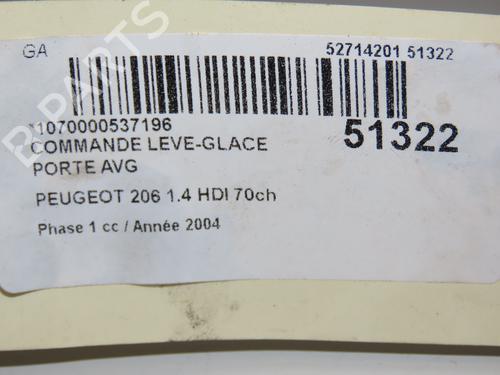 GA 52714201 51322
*1070000537196
51322
COMMANDE LEVE-GLACE
PORTE AVG
PEUGEOT 206 1.4 HDI 70ch
Phase 1 cc / Année 2004
B-PARTS